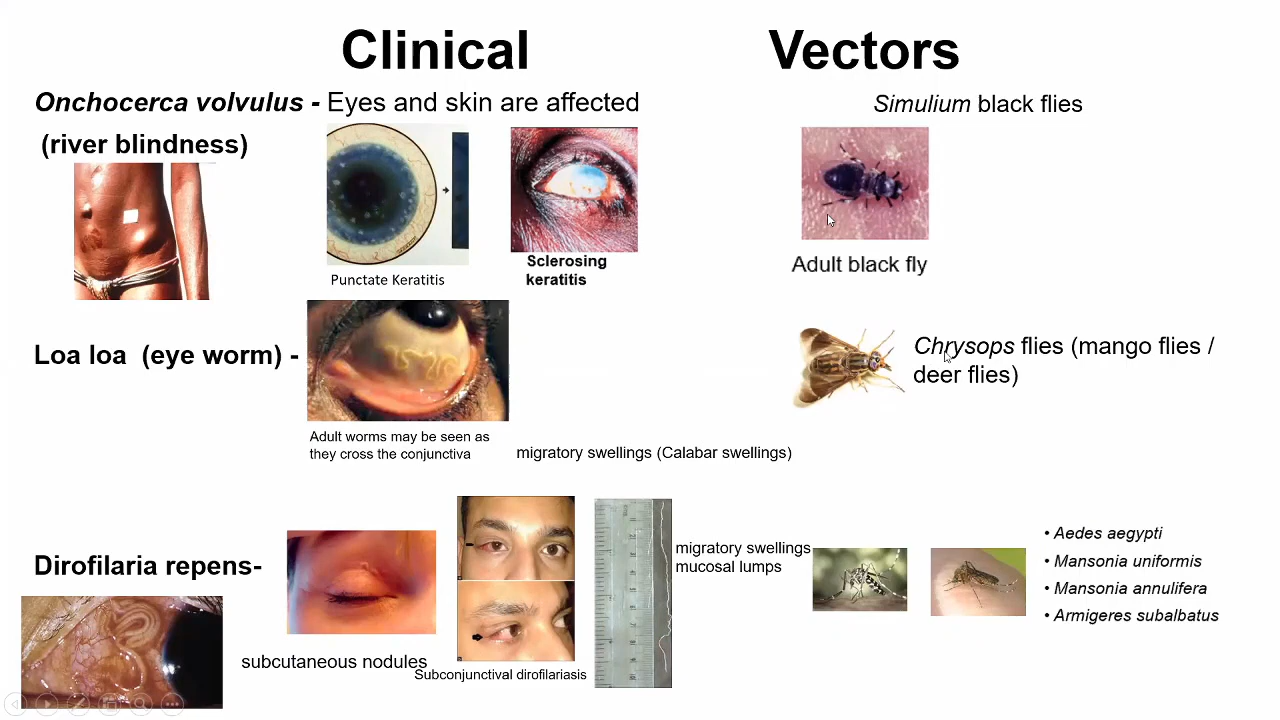 Clinical
Vectors
Onchocerca volvulus - Eyes and skin are affected
(river blindness)
Simulium black flies
Punctate Keratitis
Sclerosing
keratitis
Adult black fly
Loa loa (eye worm) -
Chrysops flies (mango flies /
deer flies)
Adult worms may be seen as
they cross the conjunctiva
migratory swellings (Calabar swellings)
Dirofilaria repens-
subcutaneous nodules
Subconjunctival dirofilariasis
migratory swellings
mucosal lumps
• Aedes aegypti
• Mansonia uniformis
• Mansonia annulifera
• Armigeres subalbatus